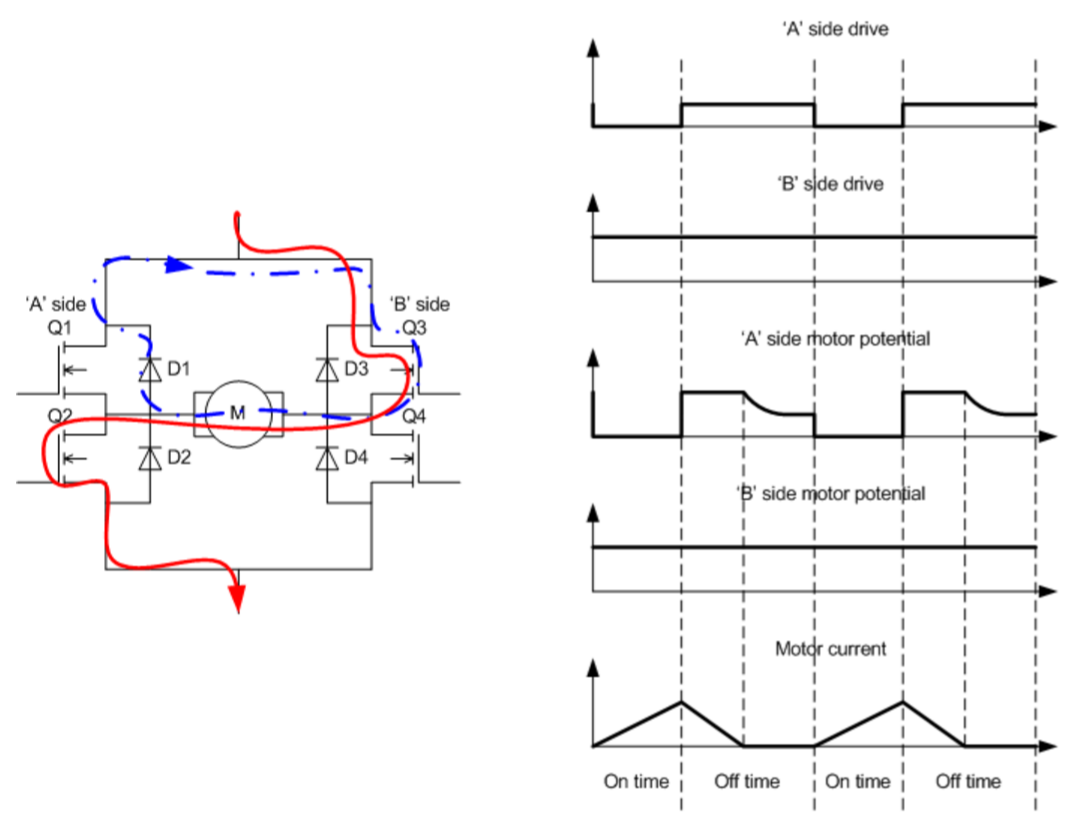 'A' side
Q1
D1
Q2
D2
M
'B' side
Q3
D3
Q4
D4
'A' side drive
'B' side drive
'A' side motor potential
'B' side motor potential
Motor current
On time
Off time
On time
Off time